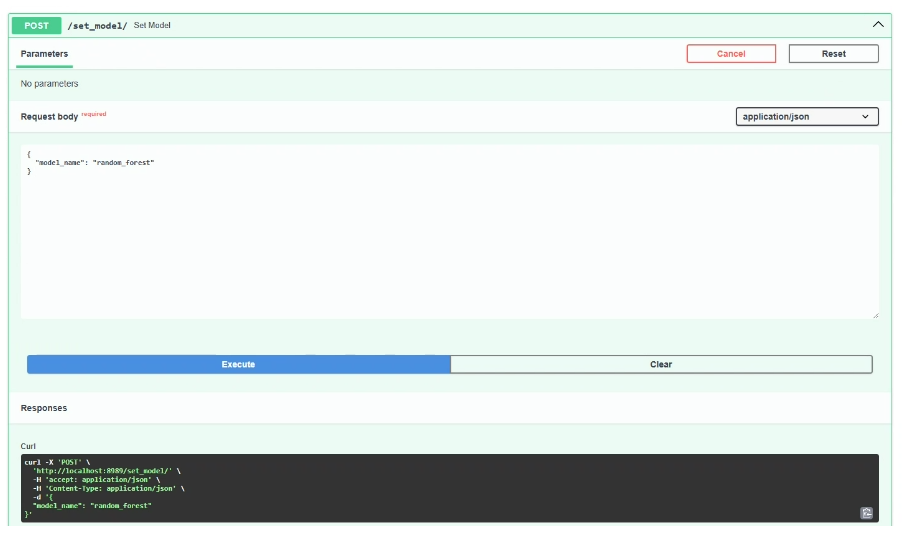 POST /set_model/ Set Model
Parameters
Cancel
Reset
No parameters
Request body required
application/json
{
  "model_name": "random_forest"
}
Execute
Clear
Responses
Curl
curl -X 'POST' \
  'http://localhost:8989/set_model/' \
  -H 'accept: application/json' \
  -H 'Content-Type: application/json' \
  -d '{
  "model_name": "random_forest"
}'